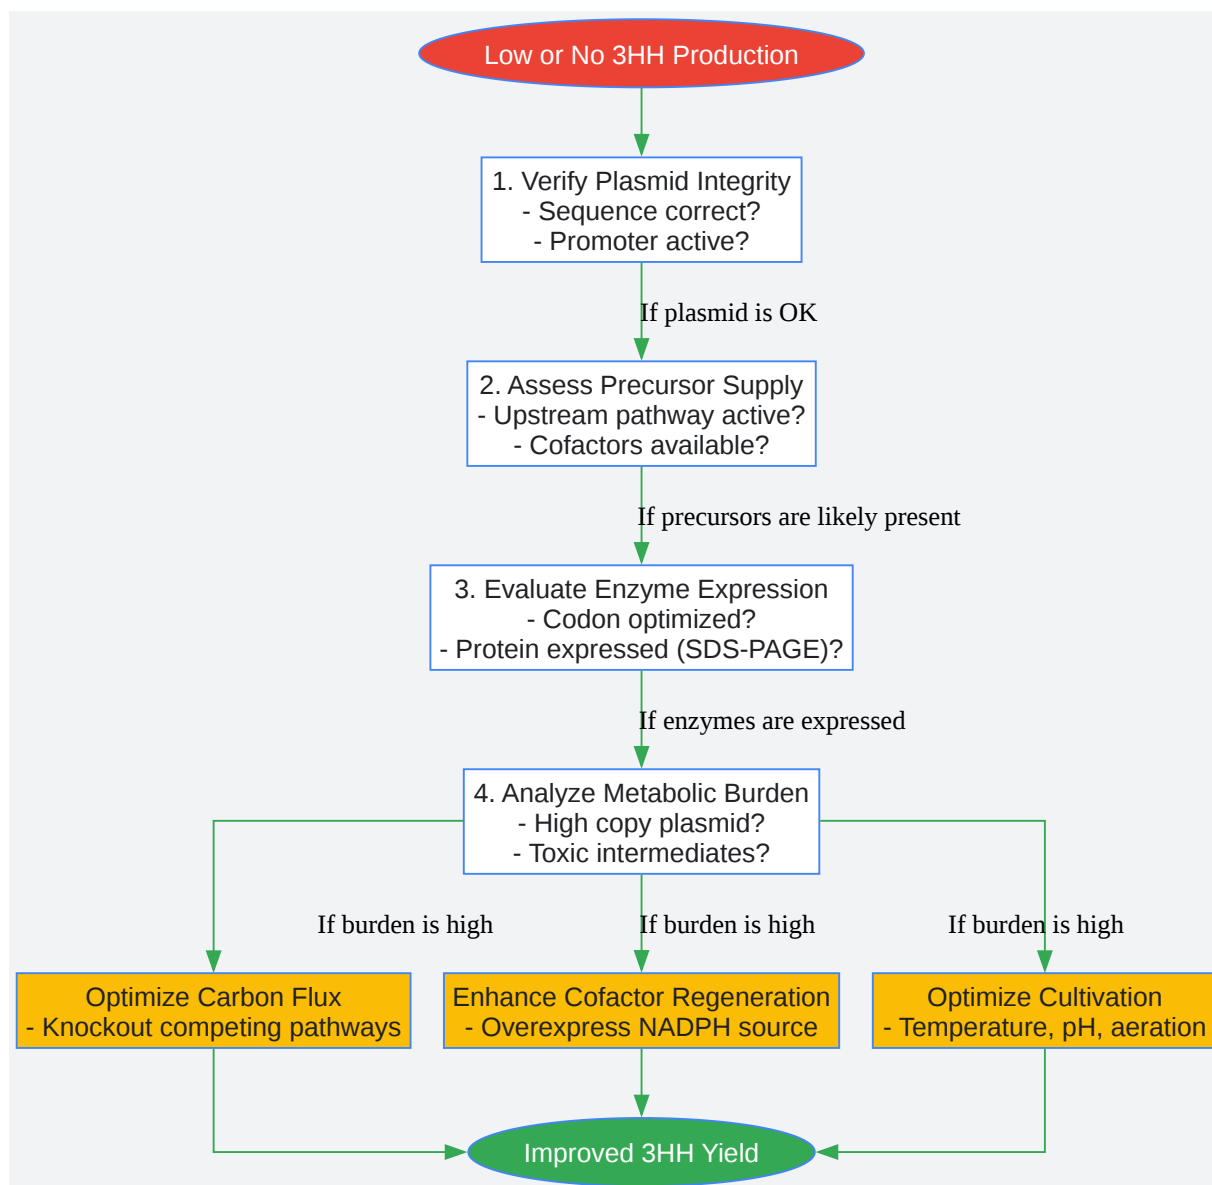 Low or No 3HH Production
1. Verify Plasmid Integrity
- Sequence correct?
- Promoter active?
If plasmid is OK
2. Assess Precursor Supply
- Upstream pathway active?
- Cofactors available?
If precursors are likely present
3. Evaluate Enzyme Expression
- Codon optimized?
- Protein expressed (SDS-PAGE)?
If enzymes are expressed
4. Analyze Metabolic Burden
- High copy plasmid?
- Toxic intermediates?
If burden is high
If burden is high
If burden is high
Optimize Carbon Flux
- Knockout competing pathways
Enhance Cofactor Regeneration
- Overexpress NADPH source
Optimize Cultivation
- Temperature, pH, aeration
Improved 3HH Yield